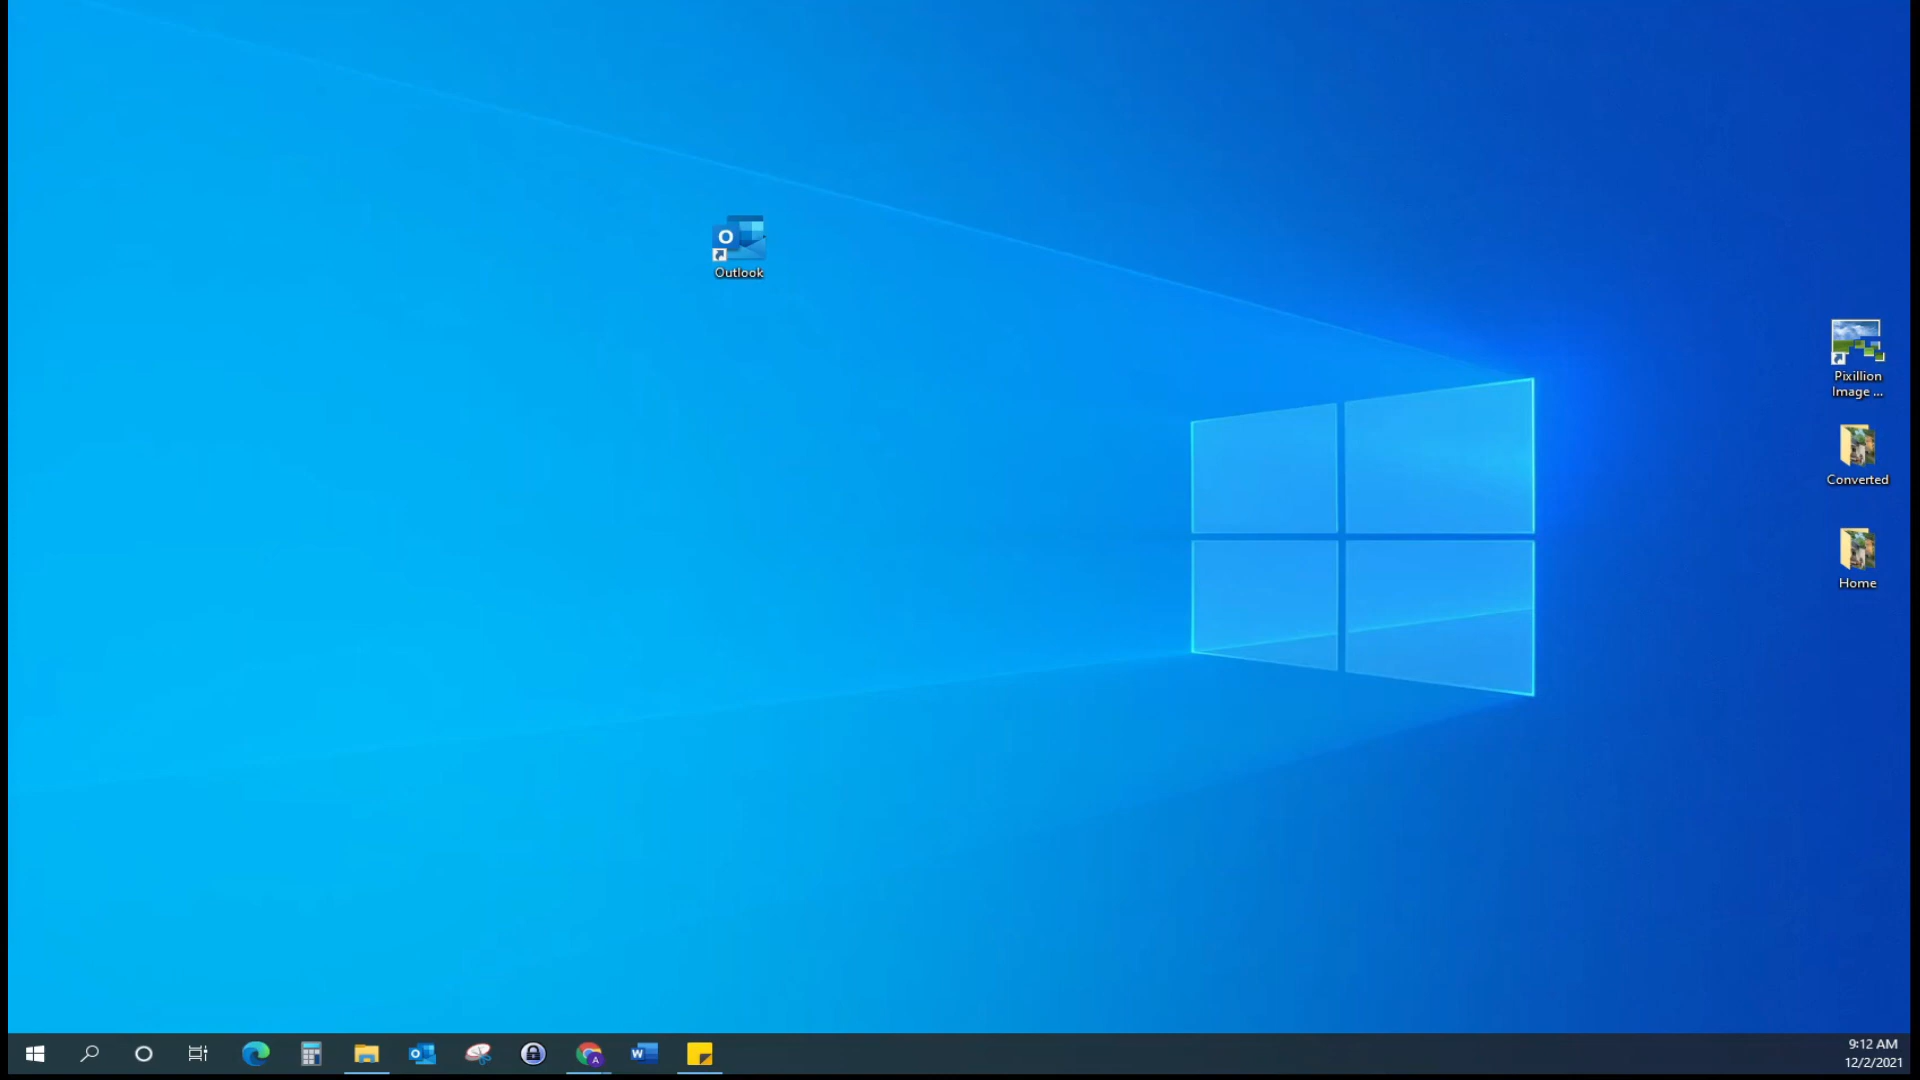 Outlook
Pixillion
Image ...
Converted
Home
9:12 AM
12/2/2021